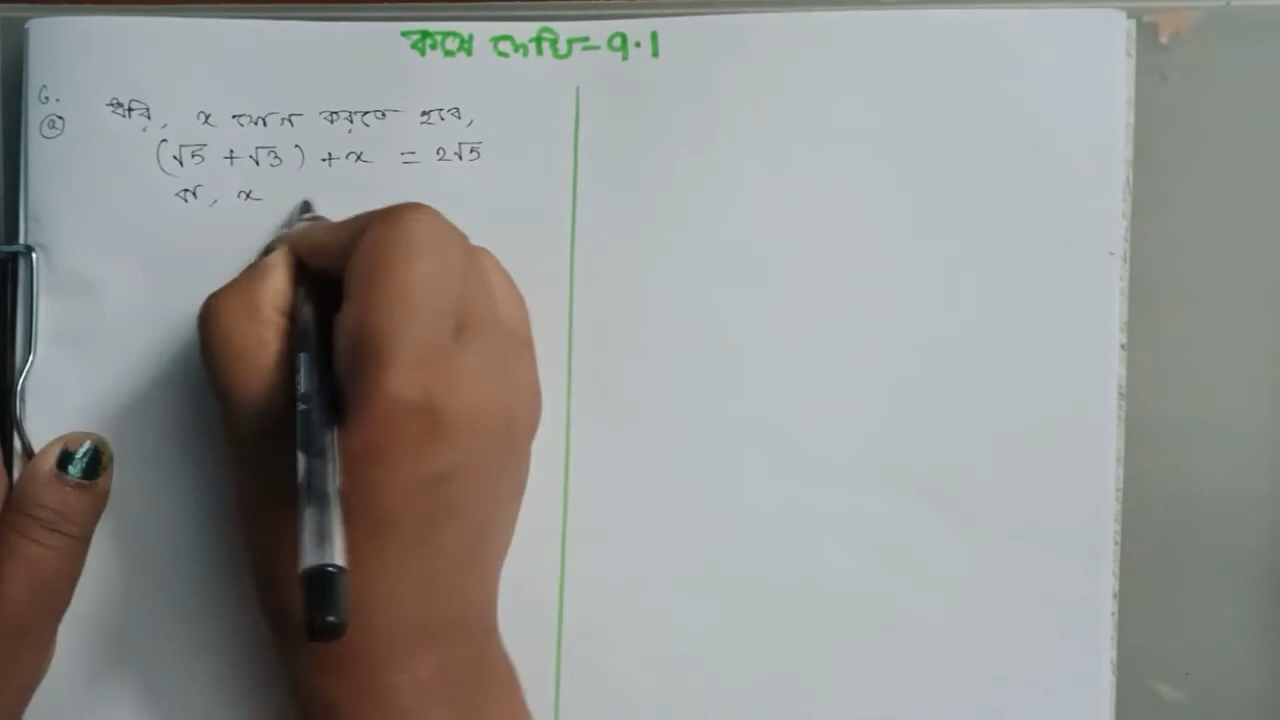 কষে দেখি-9.1
6.
ⓐ ধরি, x যোগ করতে হবে,
(√5 + √3) + x = 2√5
বা, x